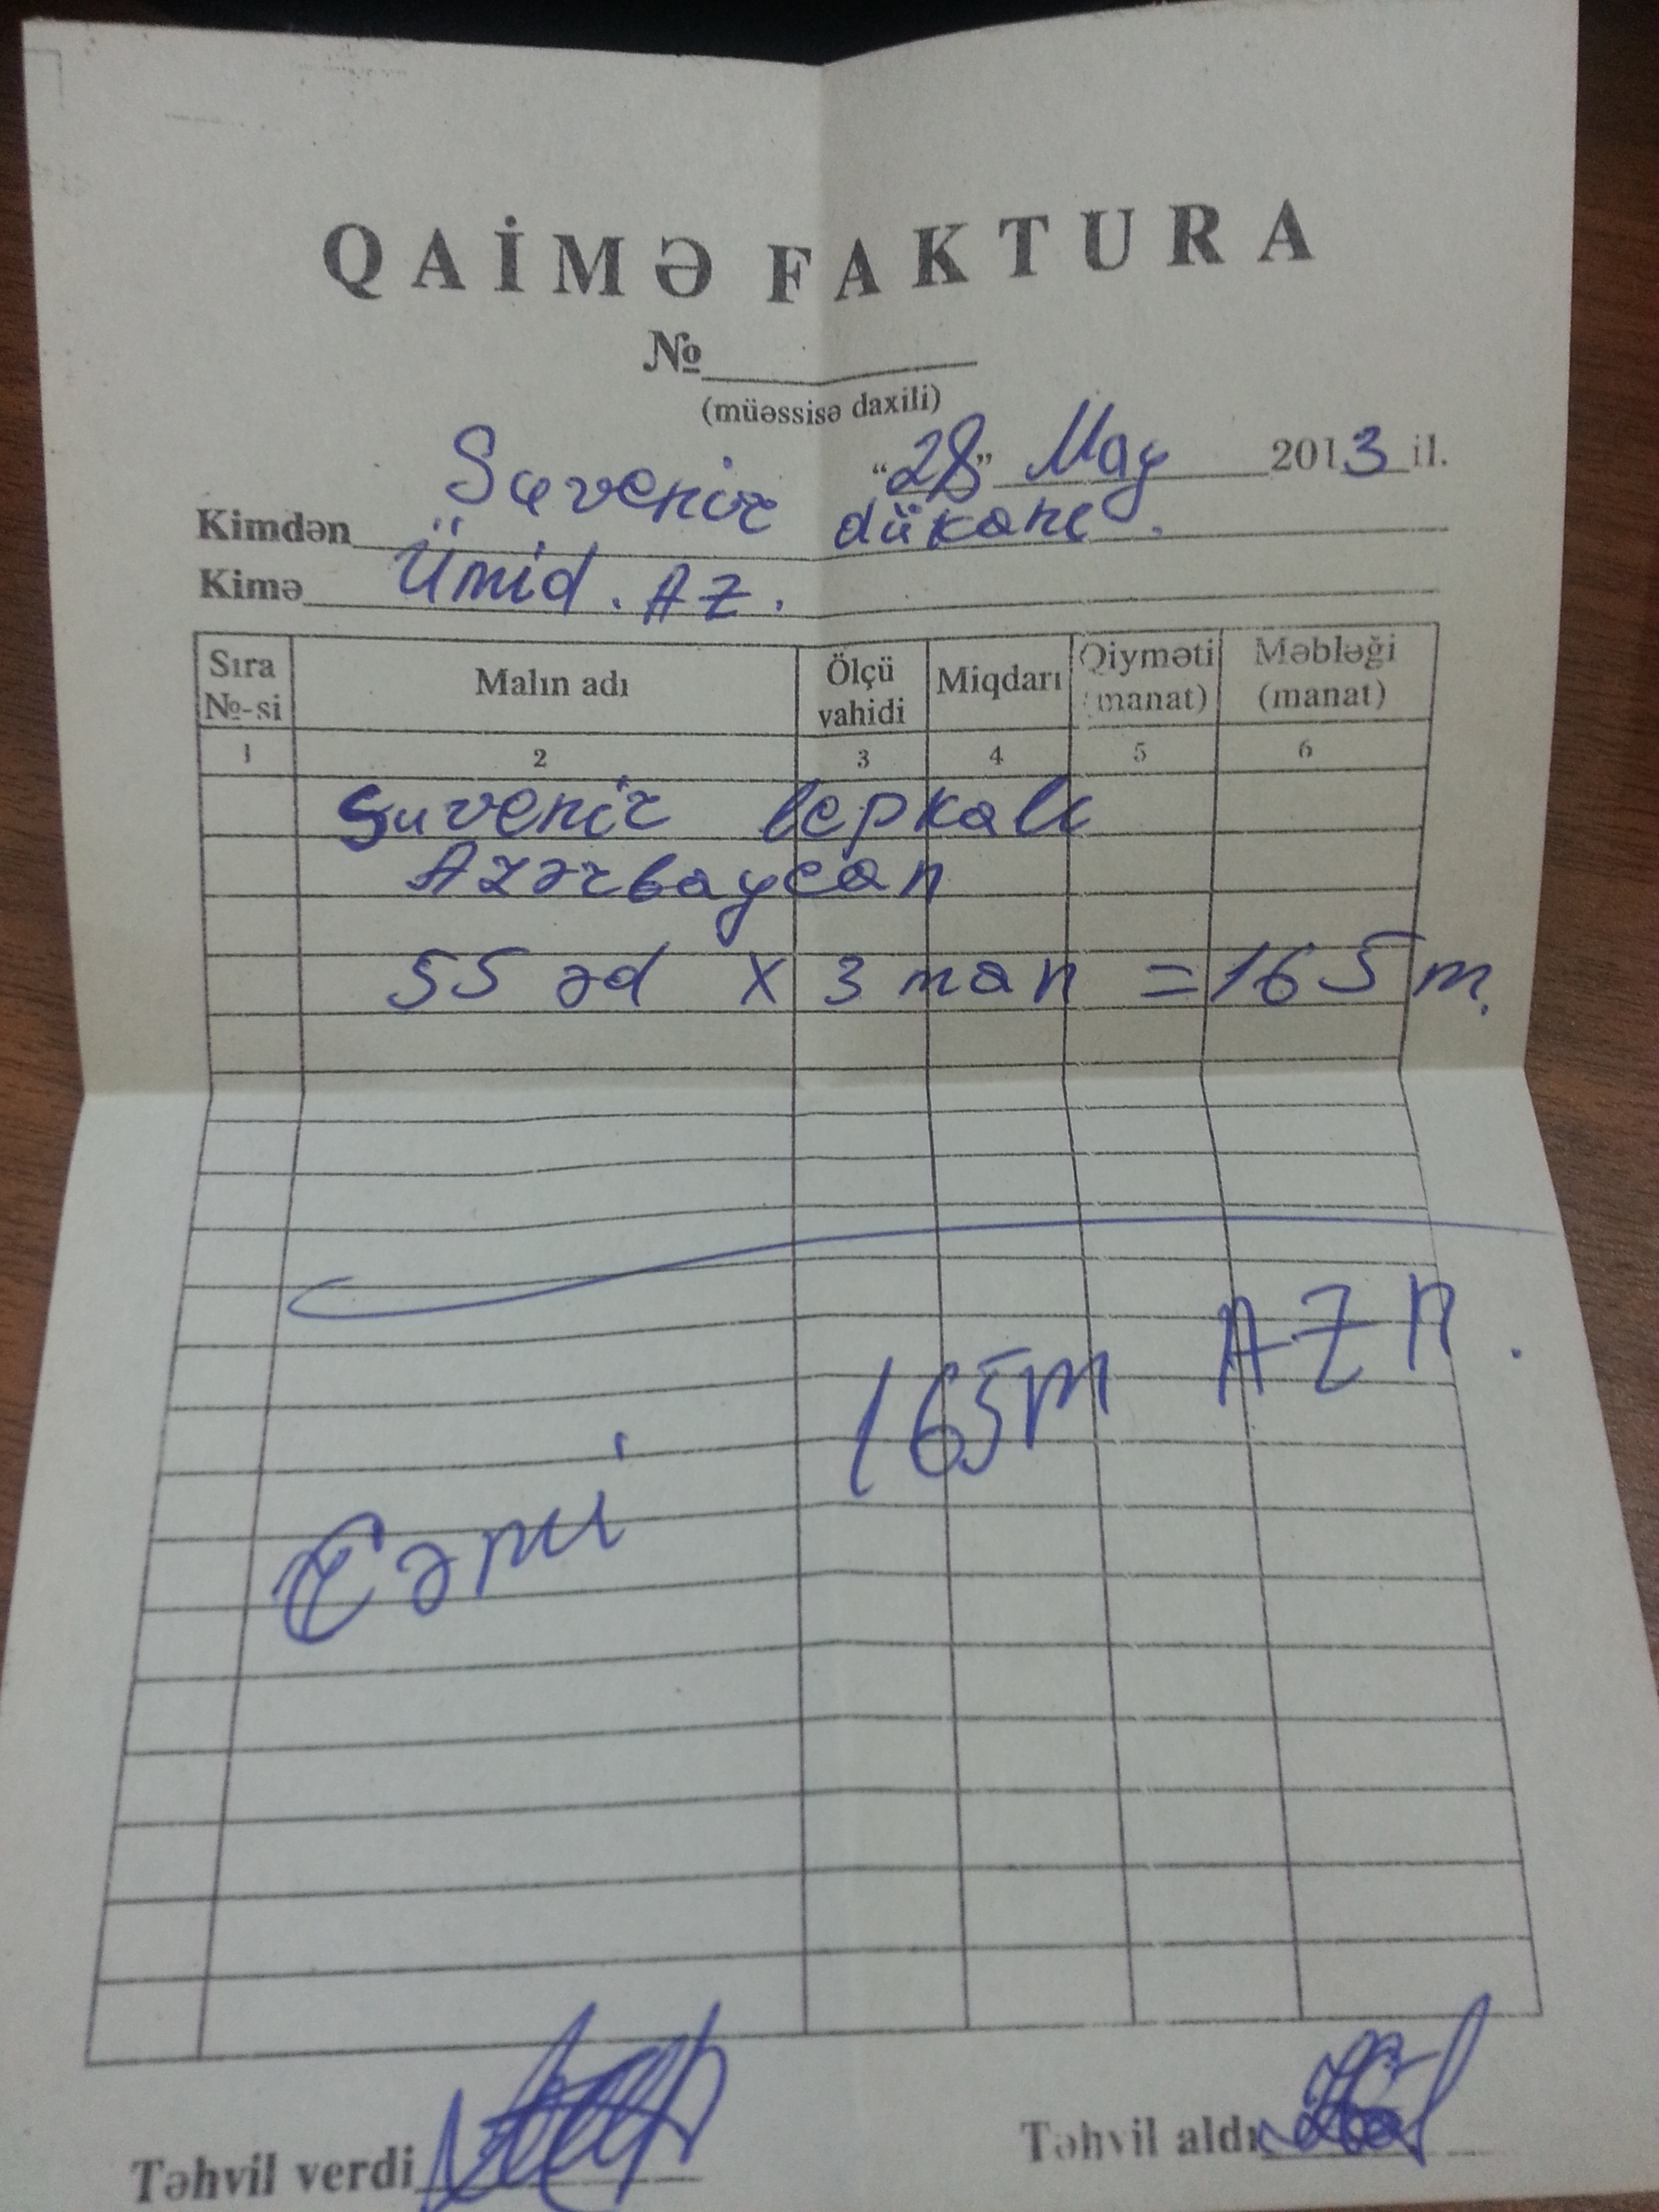 QAİMƏ FAKTURA
№
(müəssisə daxili)
“28” May 2013 il.
Kimdən Suvenir dükanı.
Kimə Ümid.AZ.
Sıra №-si Malın adı Ölçü vahidi Miqdarı Qiyməti (manat) Məbləği (manat)
1 2 3 4 5 6
Suvenir lepkalı
Azərbaycan
55 əd x 3 man = 165 m.
Cəmi 165m AZN.
Təhvil verdi Təhvil aldı